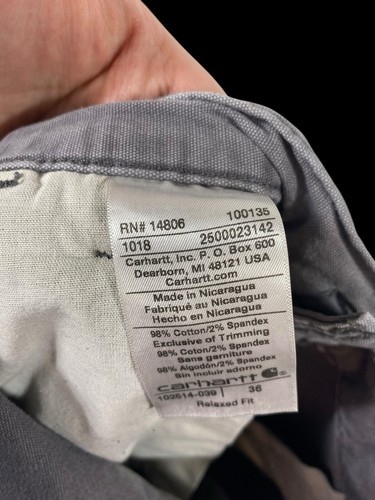 RN# 14806 100135
1018 2500023142
Carhartt, Inc. P. O. Box 600
Dearborn, MI 48121 USA
Carhartt.com
Made in Nicaragua
Fabriqué au Nicaragua
Hecho en Nicaragua
98% Cotton/2% Spandex
Exclusive of Trimming
98% Coton/2% Spandex
Sans garniture
98% Algodón/2% Spandex
Sin incluir adorno
carhartt
102514-039 36
Relaxed Fit